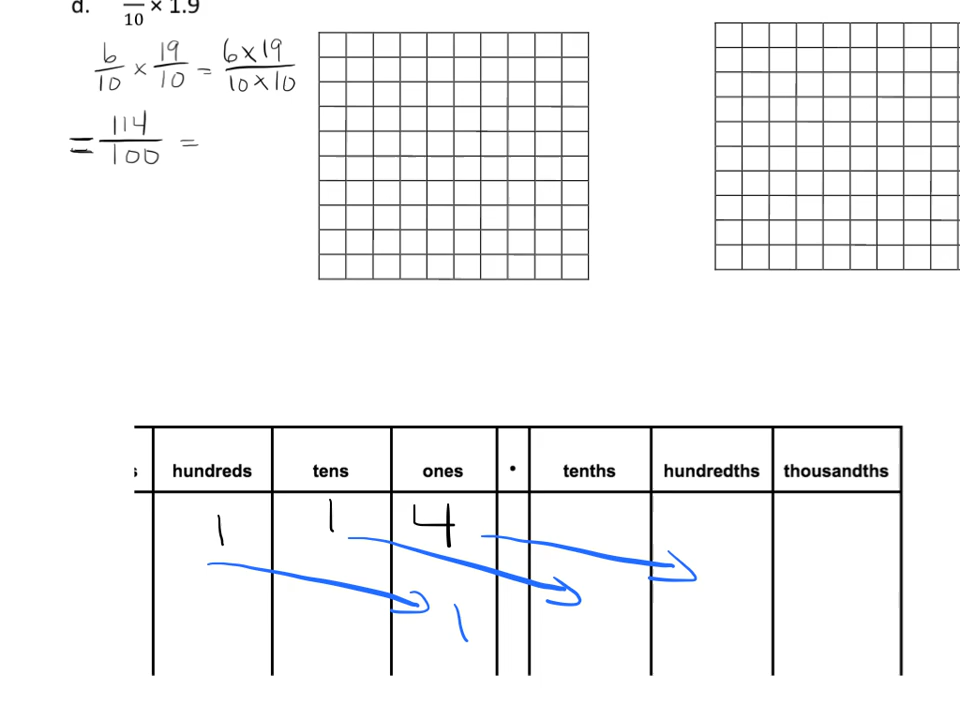 d. /10 × 1.9
6/10 × 19/10 = 6×19/10×10
= 114/100 =
s hundreds tens ones • tenths hundredths thousandths
1 1 4
1